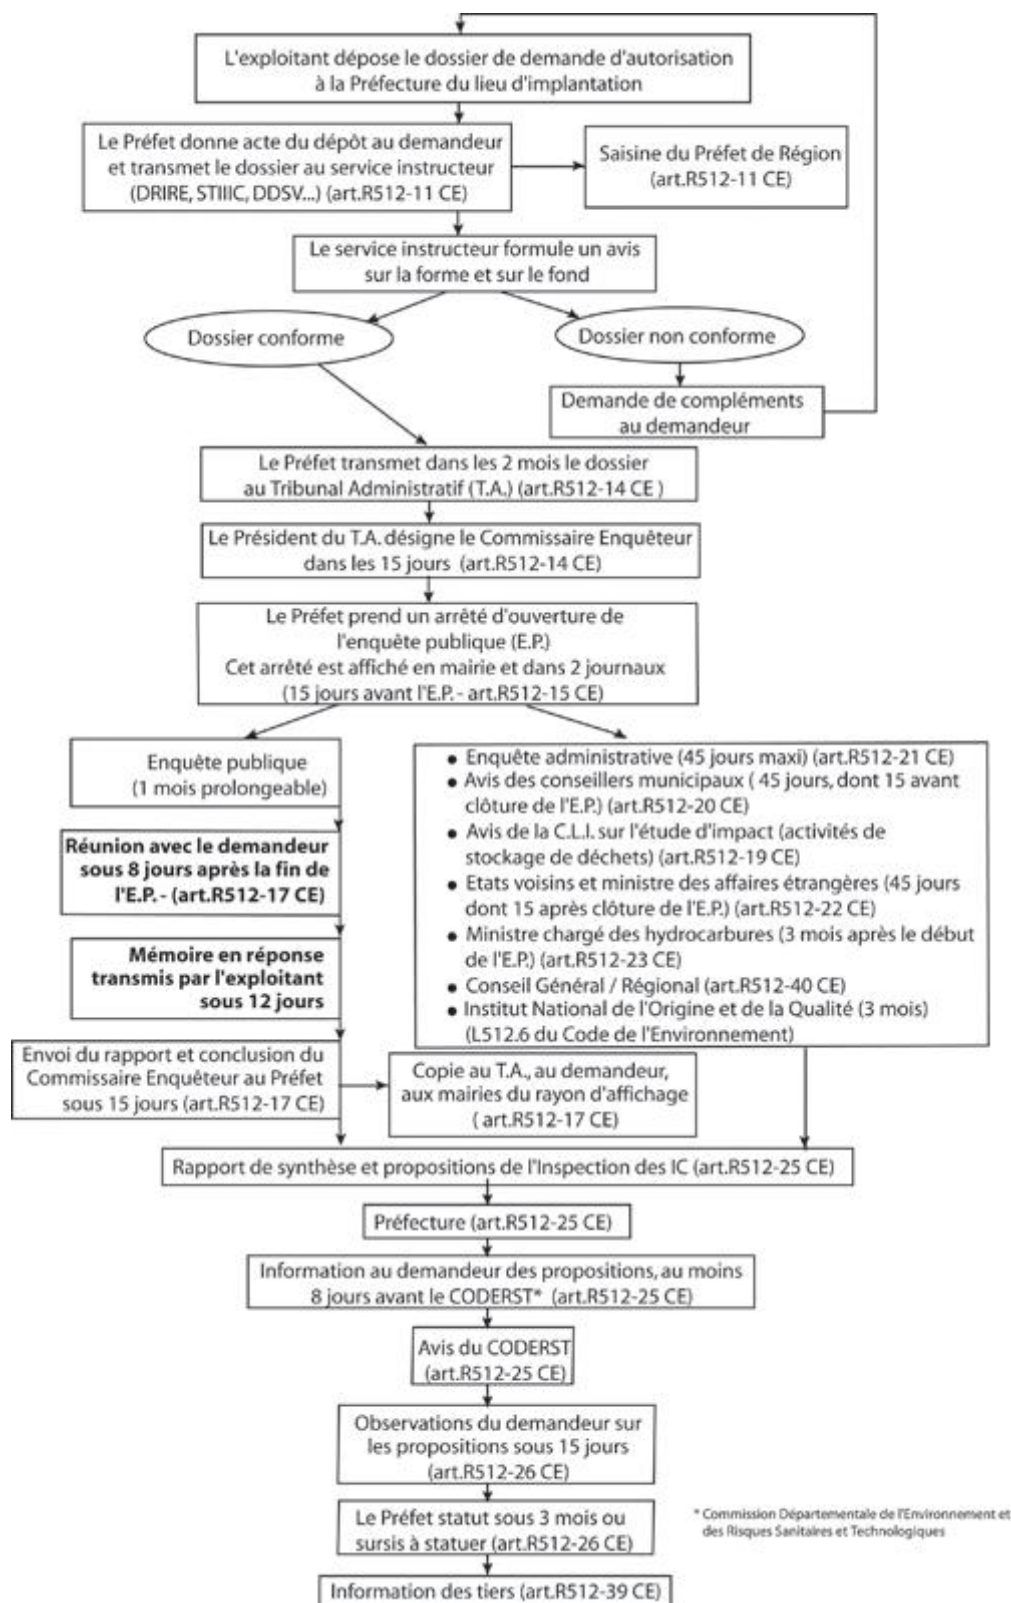 L'exploitant dépose le dossier de demande d'autorisation
à la Préfecture du lieu d'implantation
Le Préfet donne acte du dépôt au demandeur
et transmet le dossier au service instructeur
(DRIRE, STIIIC, DDSV...) (art.R512-11 CE)
Saisine du Préfet de Région
(art.R512-11 CE)
Le service instructeur formule un avis
sur la forme et sur le fond
Dossier conforme
Dossier non conforme
Demande de compléments
au demandeur
Le Préfet transmet dans les 2 mois le dossier
au Tribunal Administratif (T.A.) (art.R512-14 CE )
Le Président du T.A. désigne le Commissaire Enquêteur
dans les 15 jours (art.R512-14 CE)
Le Préfet prend un arrêté d'ouverture de
l'enquête publique (E.P.)
Cet arrêté est affiché en mairie et dans 2 journaux
(15 jours avant l'E.P. - art.R512-15 CE)
Enquête publique
(1 mois prolongeable)
Réunion avec le demandeur
sous 8 jours après la fin de
l'E.P. - (art.R512-17 CE)
Mémoire en réponse
transmis par l'exploitant
sous 12 jours
Envoi du rapport et conclusion du
Commissaire Enquêteur au Préfet
sous 15 jours (art.R512-17 CE)
• Enquête administrative (45 jours maxi) (art.R512-21 CE)
• Avis des conseillers municipaux ( 45 jours, dont 15 avant
clôture de l'E.P.) (art.R512-20 CE)
• Avis de la C.L.I. sur l'étude d'impact (activités de
stockage de déchets) (art.R512-19 CE)
• Etats voisins et ministre des affaires étrangères (45 jours
dont 15 après clôture de l'E.P.) (art.R512-22 CE)
• Ministre chargé des hydrocarbures (3 mois après le début
de l'E.P.) (art.R512-23 CE)
• Conseil Général / Régional (art.R512-40 CE)
• Institut National de l'Origine et de la Qualité (3 mois)
(L512.6 du Code de l'Environnement)
Copie au T.A., au demandeur,
aux mairies du rayon d'affichage
( art.R512-17 CE)
Rapport de synthèse et propositions de l'Inspection des IC (art.R512-25 CE)
Préfecture (art.R512-25 CE)
Information au demandeur des propositions, au moins
8 jours avant le CODERST* (art.R512-25 CE)
Avis du CODERST
(art.R512-25 CE)
Observations du demandeur sur
les propositions sous 15 jours
(art.R512-26 CE)
Le Préfet statut sous 3 mois ou
sursis à statuer (art.R512-26 CE)
* Commission Départementale de l'Environnement et
des Risques Sanitaires et Technologiques
Information des tiers (art.R512-39 CE)